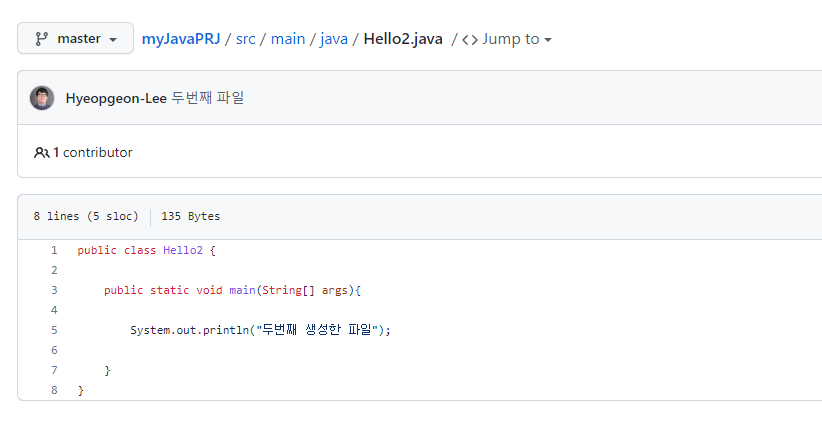 master myJavaPRJ / src / main / java / Hello2.java / <> Jump to
Hyeopgeon-Lee 두번째 파일
1 contributor
8 lines (5 sloc) 135 Bytes
1 public class Hello2 {
2
3 public static void main(String[] args){
4
5 System.out.println("두번째 생성한 파일");
6
7 }
8 }